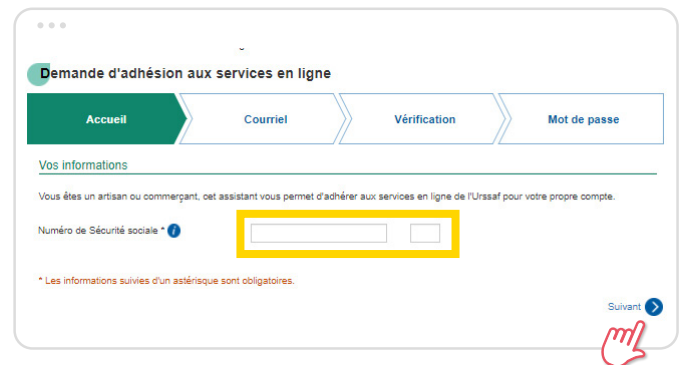 Demande d'adhésion aux services en ligne
Accueil
Courriel
Vérification
Mot de passe
Vos informations
Vous êtes un artisan ou commerçant, cet assistant vous permet d'adhérer aux services en ligne de l'Urssaf pour votre propre compte.
Numéro de Sécurité sociale * i
* Les informations suivies d'un astérisque sont obligatoires.
Suivant